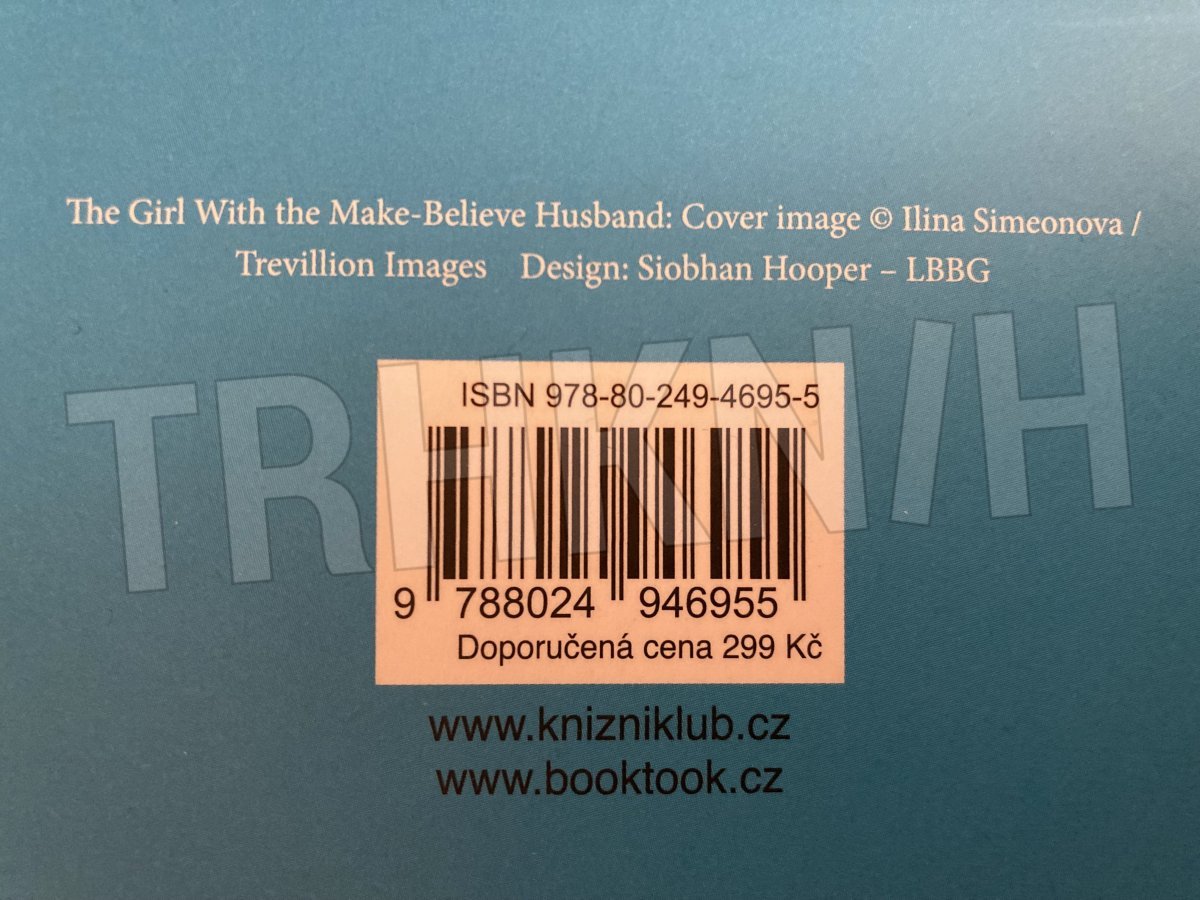 The Girl With the Make-Believe Husband: Cover image © Ilina Simeonova /
Trevillion Images Design: Siobhan Hooper – LBBG
TRHKN/H
ISBN 978-80-249-4695-5
9 788024 946955
Doporučená cena 299 Kč
www.knizniklub.cz
www.booktook.cz